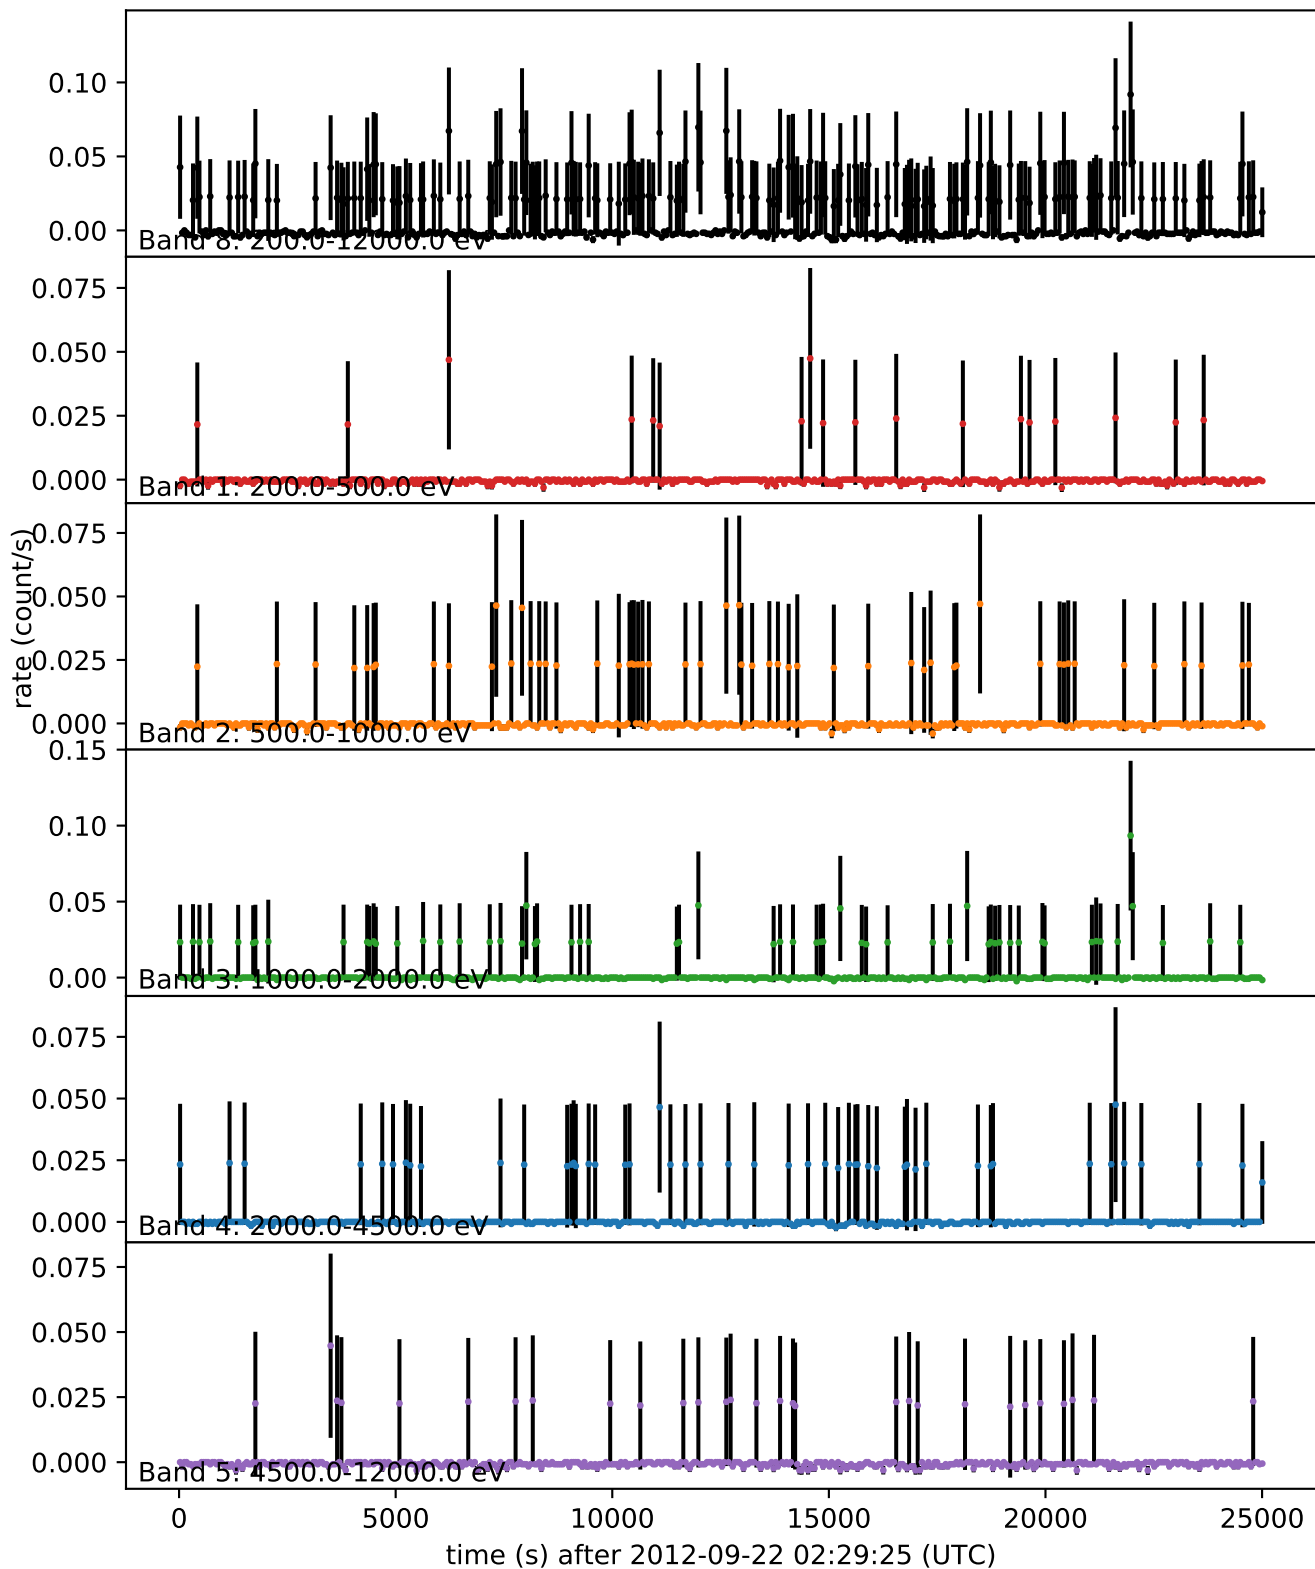 0.10
0.05
0.00
Band 8: 200.0-12000.0 eV
0.075
0.050
0.025
0.000
Band 1: 200.0-500.0 eV
rate (count/s)
0.075
0.050
0.025
0.000
Band 2: 500.0-1000.0 eV
0.15
0.10
0.05
0.00
Band 3: 1000.0-2000.0 eV
0.075
0.050
0.025
0.000
Band 4: 2000.0-4500.0 eV
0.075
0.050
0.025
0.000
Band 5: 4500.0-12000.0 eV
0 5000 10000 15000 20000 25000
time (s) after 2012-09-22 02:29:25 (UTC)